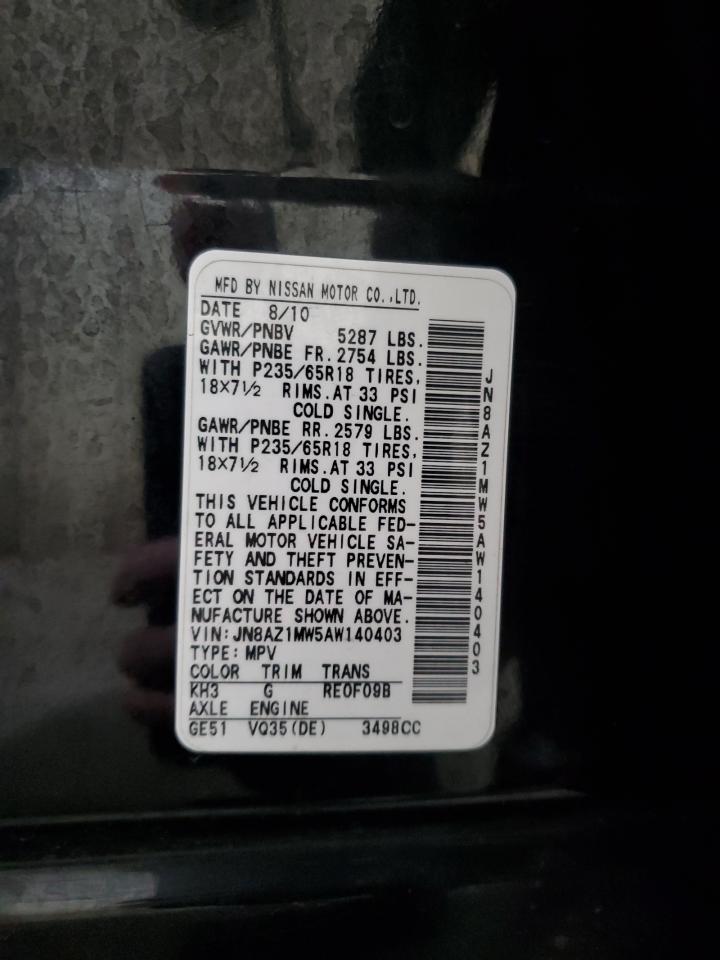 MFD BY NISSAN MOTOR CO.,LTD.
DATE 8/10
GVWR/PNBV 5287 LBS.
GAWR/PNBE FR. 2754 LBS.
WITH P235/65R18 TIRES,
18×7½ RIMS.AT 33 PSI
COLD SINGLE.
GAWR/PNBE RR. 2579 LBS.
WITH P235/65R18 TIRES,
18×7½ RIMS.AT 33 PSI
COLD SINGLE.
THIS VEHICLE CONFORMS
TO ALL APPLICABLE FED-
ERAL MOTOR VEHICLE SA-
FETY AND THEFT PREVEN-
TION STANDARDS IN EFF-
ECT ON THE DATE OF MA-
NUFACTURE SHOWN ABOVE.
VIN:JN8AZ1MW5AW140403
TYPE:MPV
COLOR TRIM TRANS
KH3 G RE0F09B
AXLE ENGINE
GE51 VQ35(DE) 3498CC
JN8AZ1MW5AW140403